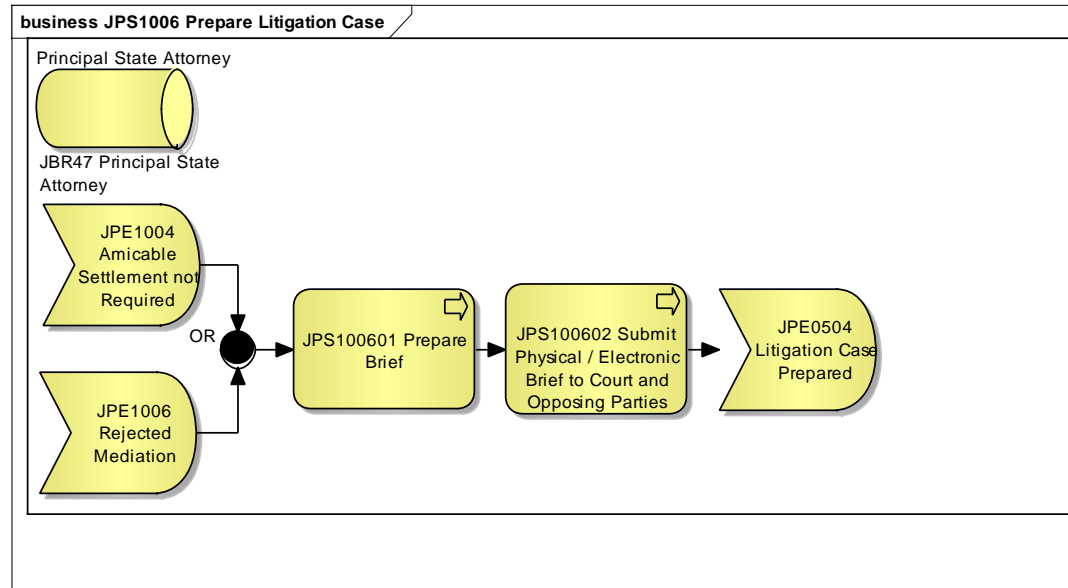 business JPS1006 Prepare Litigation Case
Principal State Attorney
JBR47 Principal State
Attorney
JPE1004
Amicable
Settlement not
Required
OR
JPE1006
Rejected
Mediation
JPS100601 Prepare
Brief
JPS100602 Submit
Physical / Electronic
Brief to Court and
Opposing Parties
JPE0504
Litigation Case
Prepared